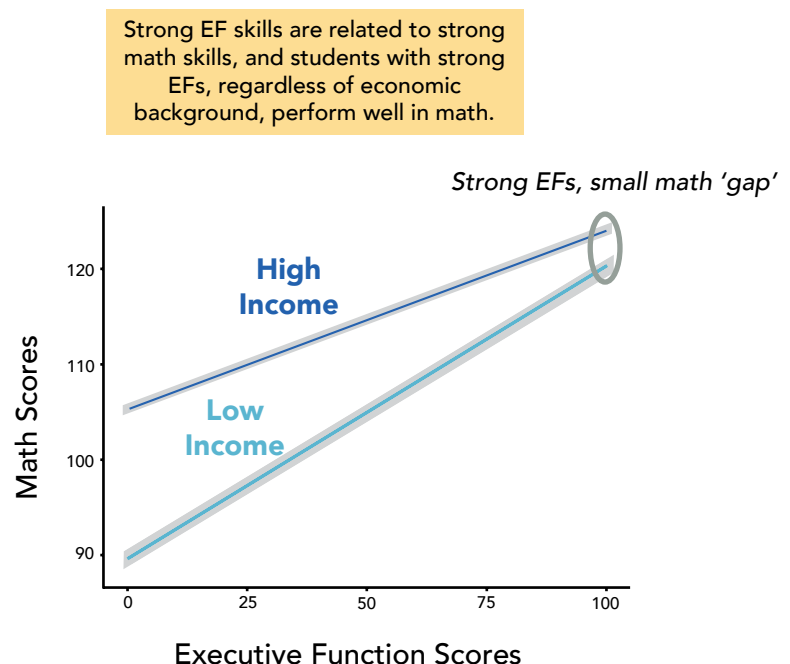 Strong EF skills are related to strong
math skills, and students with strong
EFs, regardless of economic
background, perform well in math.
Strong EFs, small math ‘gap’
High
Income
Low
Income
Math Scores
120
110
100
90
0
25
50
75
100
Executive Function Scores